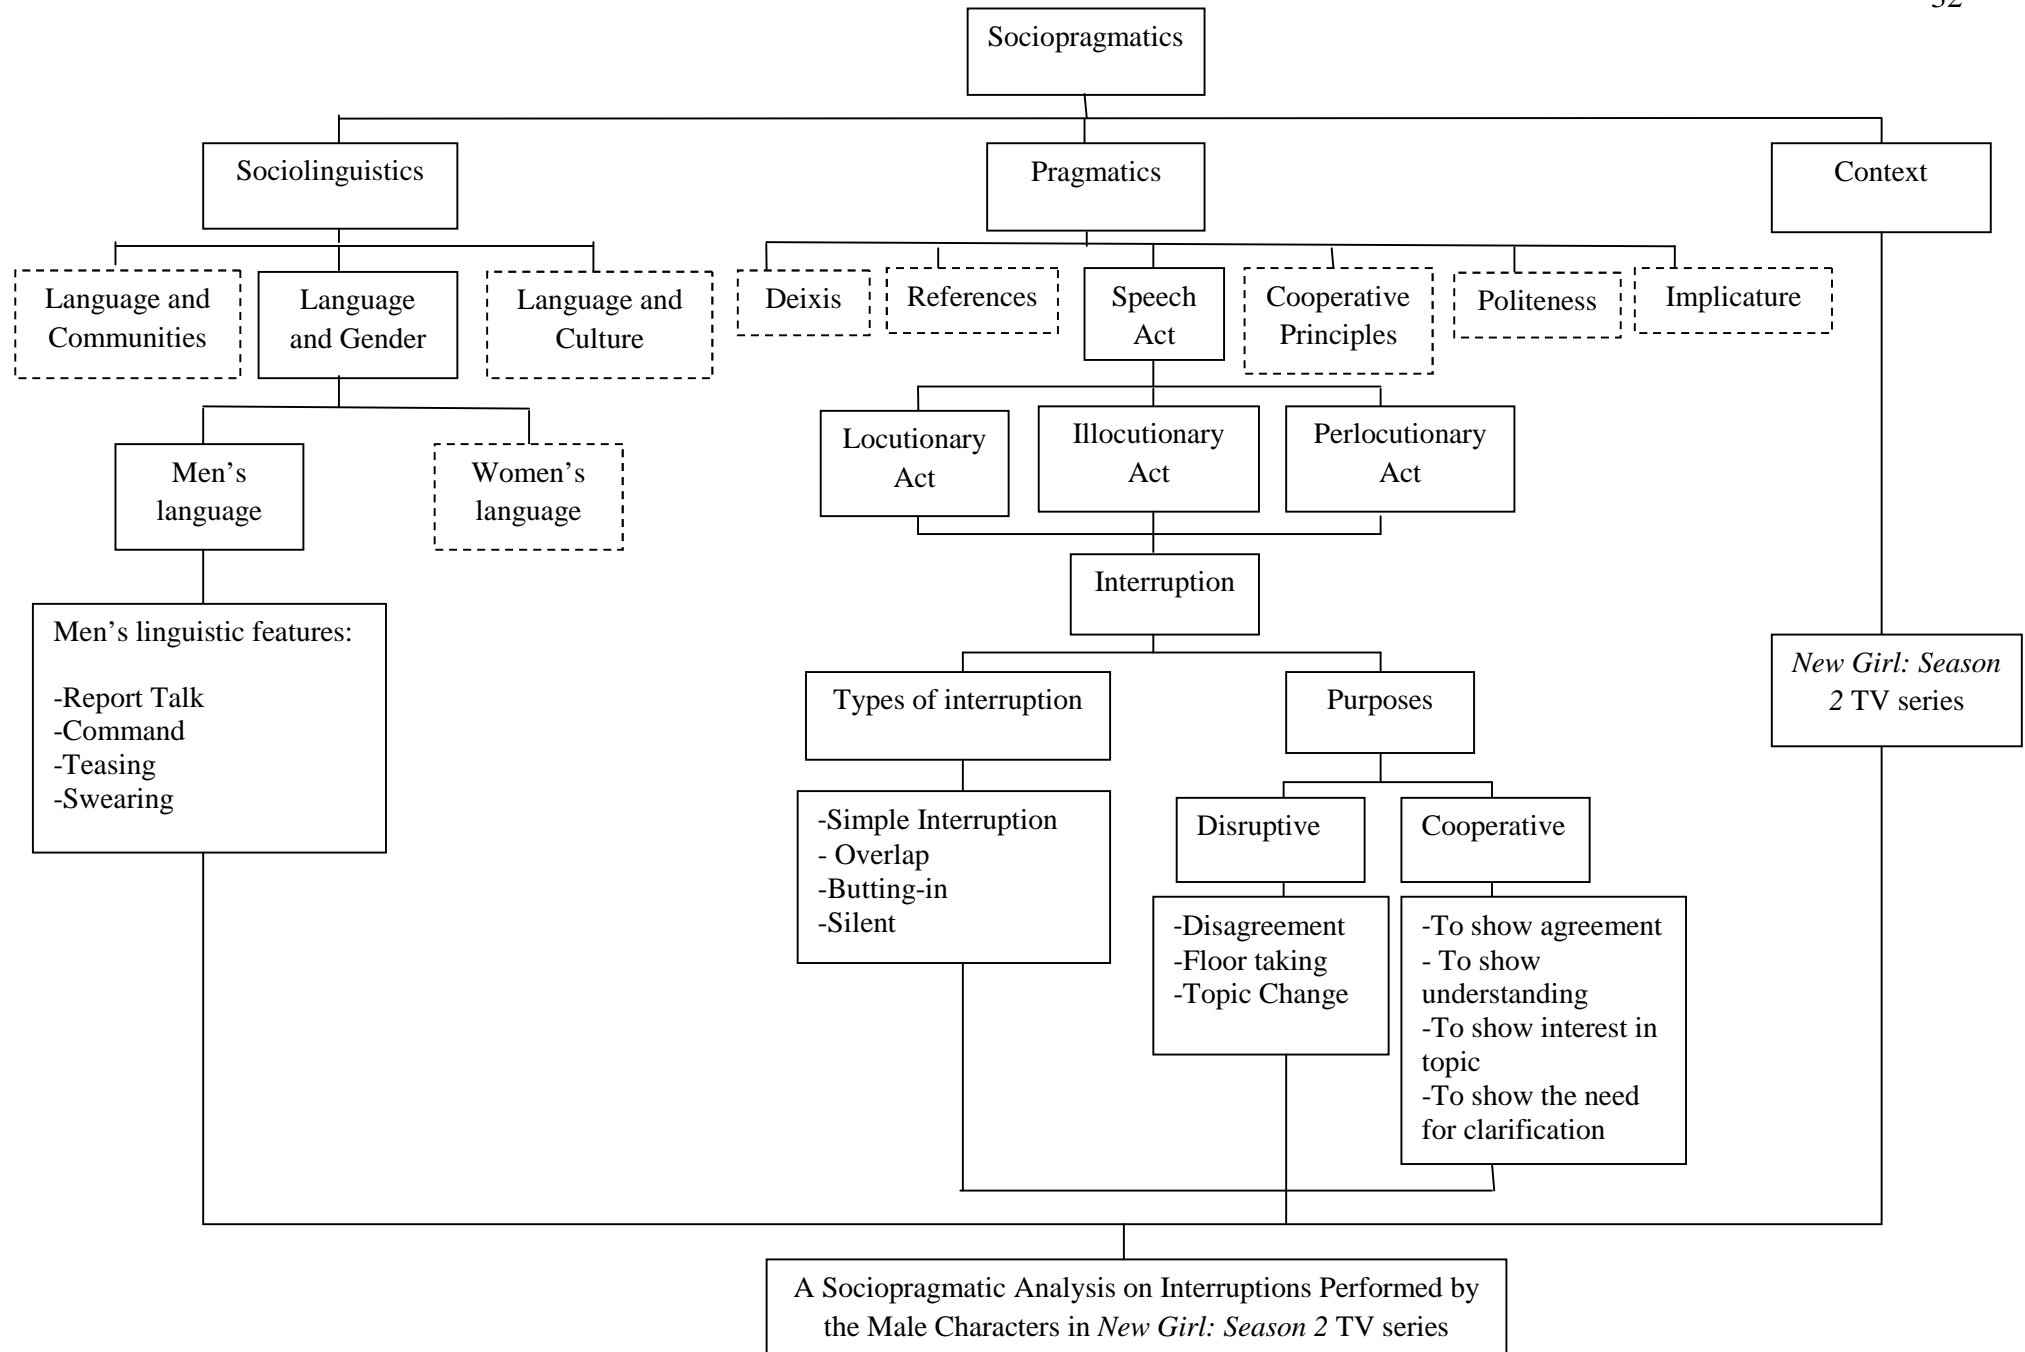 Sociopragmatics
Sociolinguistics
Pragmatics
Context
Language and
Communities
Language
and Gender
Language and
Culture
Deixis
References
Speech
Act
Cooperative
Principles
Politeness
Implicature
Men's
language
Women's
language
Locutionary
Act
Illocutionary
Act
Perlocutionary
Act
Interruption
Men's linguistic features:
-Report Talk
-Command
-Teasing
-Swearing
Types of interruption
Purposes
New Girl: Season
2 TV series
-Simple Interruption
- Overlap
-Butting-in
-Silent
Disruptive
Cooperative
-Disagreement
-Floor taking
-Topic Change
-To show agreement
- To show
understanding
-To show interest in
topic
-To show the need
for clarification
A Sociopragmatic Analysis on Interruptions Performed by
the Male Characters in New Girl: Season 2 TV series